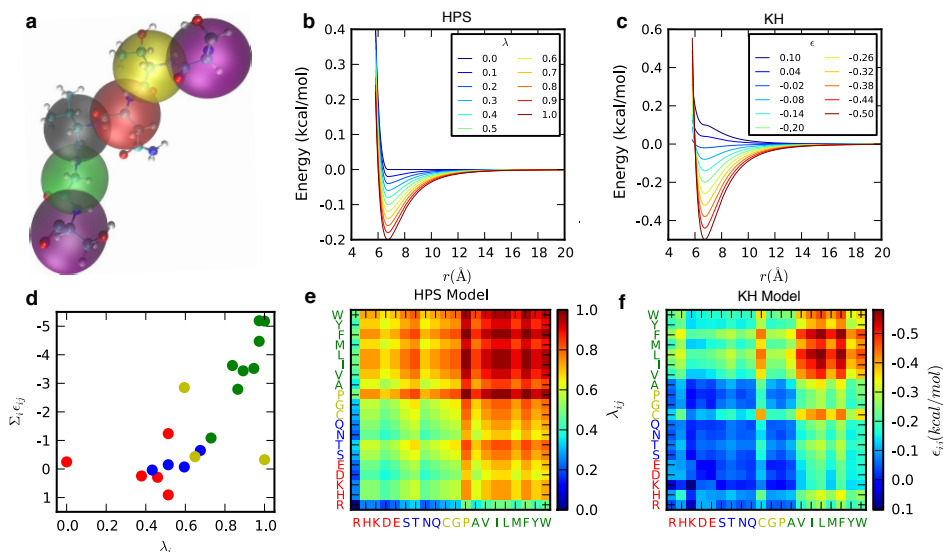 a
b
HPS
λ
0.0 0.6
0.1 0.7
0.2 0.8
0.3 0.9
0.4 1.0
0.5
Energy (kcal/mol)
0.4
0.3
0.2
0.1
0.0
-0.1
-0.2
4 6 8 10 12 14 16 18 20
r(Å)
c
KH
ϵ
0.10 -0.26
0.04 -0.32
-0.02 -0.38
-0.08 -0.44
-0.14 -0.50
-0.20
Energy (kcal/mol)
0.6
0.4
0.2
0.0
-0.2
-0.4
-0.6
4 6 8 10 12 14 16 18 20
r(Å)
d
Σⱼϵᵢⱼ
-5
-4
-3
-2
-1
0
1
0.0 0.2 0.4 0.6 0.8 1.0
λᵢ
e
HPS Model
W
Y
F
M
L
I
V
A
P
G
C
Q
N
T
S
E
D
K
H
R
RHKDESTNQCGPAVILMFYW
1.0
0.8
0.6
0.4
0.2
0.0
λᵢⱼ
f
KH Model
W
Y
F
M
L
I
V
A
P
G
C
Q
N
T
S
E
D
K
H
R
RHKDESTNQCGPAVILMFYW
-0.5
-0.4
-0.3
-0.2
-0.1
0.0
0.1
ϵᵢⱼ(kcal/mol)